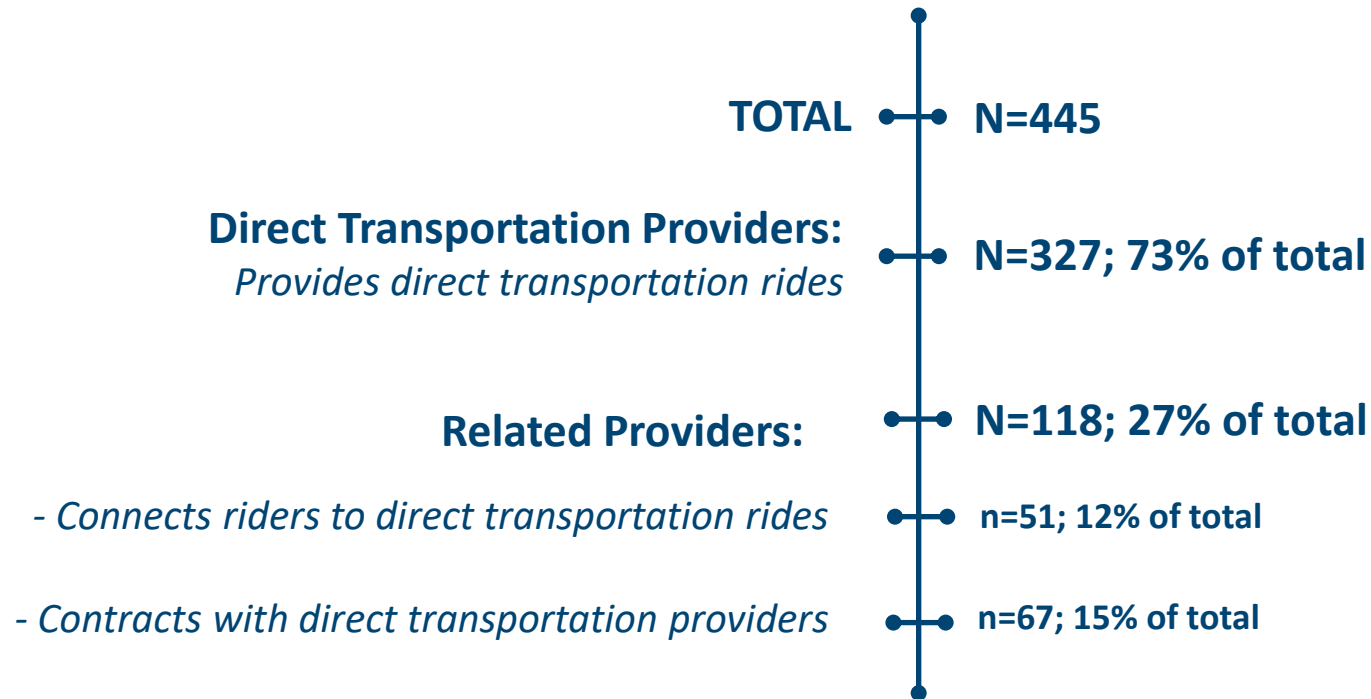 TOTAL N=445
Direct Transportation Providers:
Provides direct transportation rides
N=327; 73% of total
Related Providers:
N=118; 27% of total
- Connects riders to direct transportation rides
n=51; 12% of total
- Contracts with direct transportation providers
n=67; 15% of total